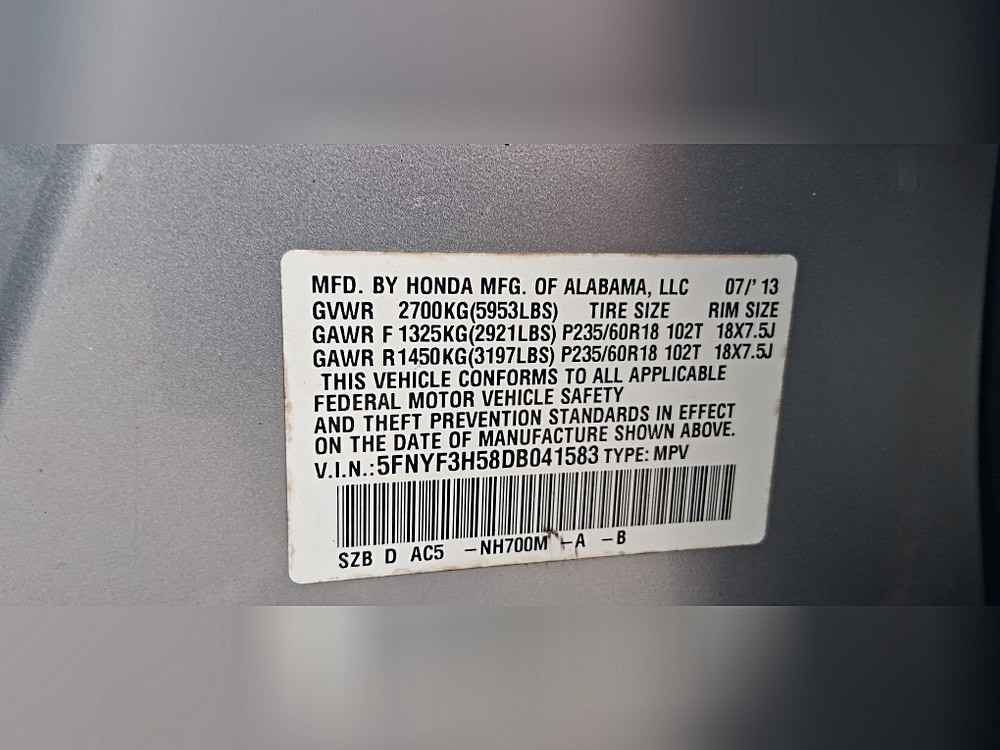 MFD. BY HONDA MFG. OF ALABAMA, LLC 07/'13
GVWR 2700KG(5953LBS) TIRE SIZE RIM SIZE
GAWR F 1325KG(2921LBS) P235/60R18 102T 18X7.5J
GAWR R1450KG(3197LBS) P235/60R18 102T 18X7.5J
THIS VEHICLE CONFORMS TO ALL APPLICABLE
FEDERAL MOTOR VEHICLE SAFETY
AND THEFT PREVENTION STANDARDS IN EFFECT
ON THE DATE OF MANUFACTURE SHOWN ABOVE.
V.I.N.:5FNYF3H58DB041583 TYPE: MPV
SZB D AC5 -NH700M -A -B